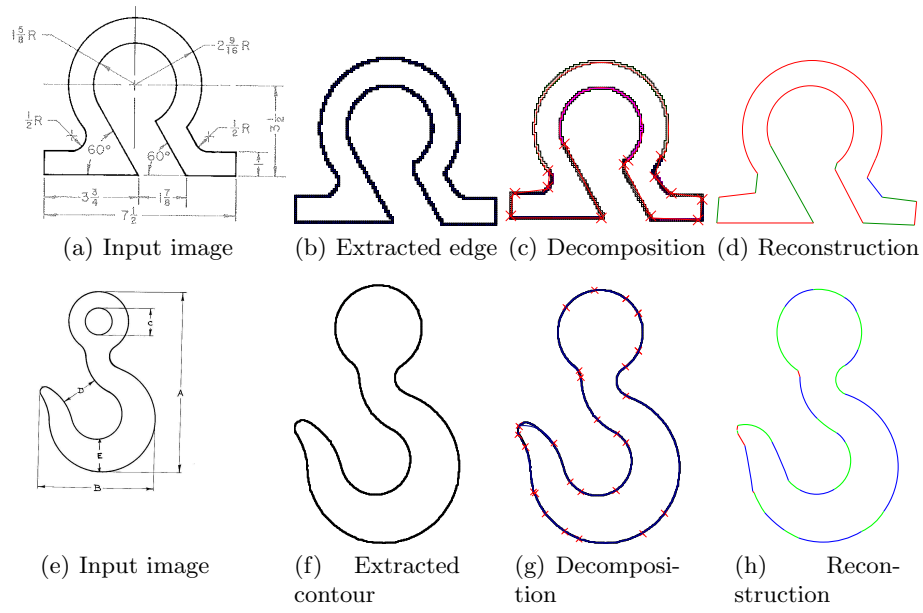 1 5/8 R
2 9/16 R
1/2 R
1/2 R
3 1/2
60°
60°
3 3/4
1 7/8
7 1/2
(a) Input image
(b) Extracted edge
(c) Decomposition
(d) Reconstruction
C
D
A
E
B
(e) Input image
(f) Extracted
contour
(g) Decomposi-
tion
(h) Recon-
struction